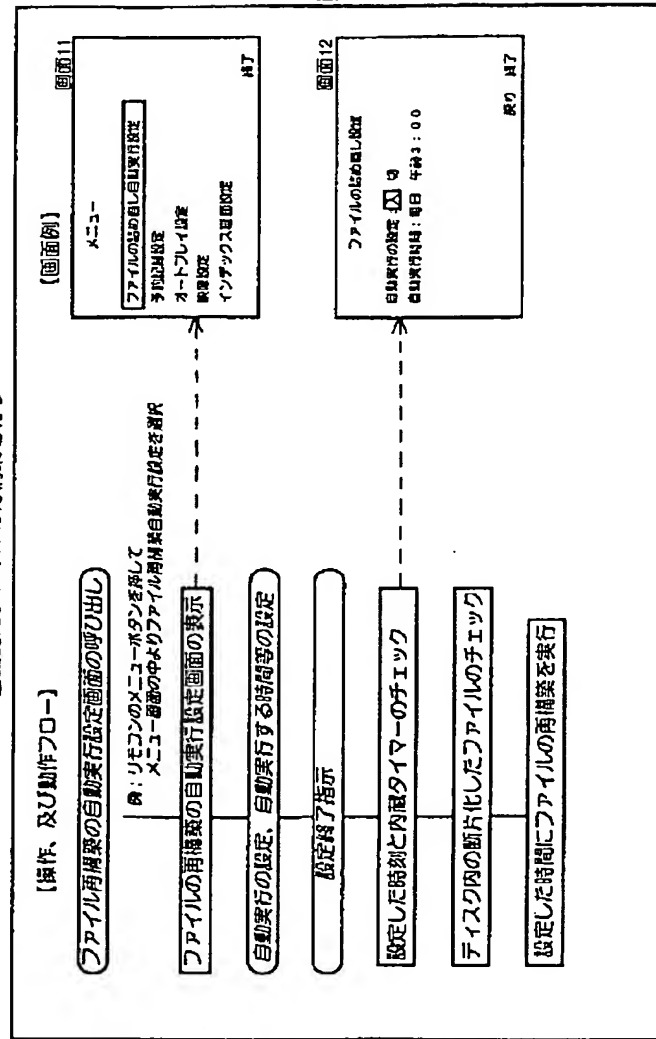 【操作、及び動作フロー】
ファイル再構築の自動実行設定画面の呼び出し
例：リモコンのメニューボタンを押して
メニュー画面の中よりファイル再構築自動実行設定を選択
ファイルの再構築の自動実行設定画面の表示
自動実行の設定、自動実行する時間等の設定
設定終了指示
設定した時刻と内蔵タイマーのチェック
ディスク内の断片化したファイルのチェック
設定した時間にファイルの再構築を実行
【画面例】
画面11
メニュー
ファイルの詰め直し自動実行設定
予約記録設定
オートプレイ設定
映像設定
インデックス画面設定
終了
画面12
ファイルの詰め直し設定
自動実行の設定：入 切
自動実行時間：毎日 午前3：00
戻り 終了